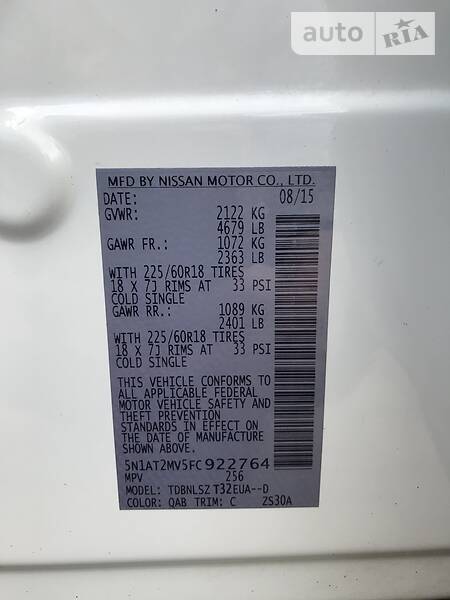 auto RIA
MFD BY NISSAN MOTOR CO., LTD.
DATE: 08/15
GVWR: 2122 KG
4679 LB
GAWR FR.: 1072 KG
2363 LB
WITH 225/60R18 TIRES
18 X 7J RIMS AT 33 PSI
COLD SINGLE
GAWR RR.: 1089 KG
2401 LB
WITH 225/60R18 TIRES
18 X 7J RIMS AT 33 PSI
COLD SINGLE
THIS VEHICLE CONFORMS TO
ALL APPLICABLE FEDERAL
MOTOR VEHICLE SAFETY AND
THEFT PREVENTION
STANDARDS IN EFFECT ON
THE DATE OF MANUFACTURE
SHOWN ABOVE.
5N1AT2MV5FC922764
MPV 256
MODEL: TDBNLSZ T32EUA--D
COLOR: QAB TRIM: C ZS30A